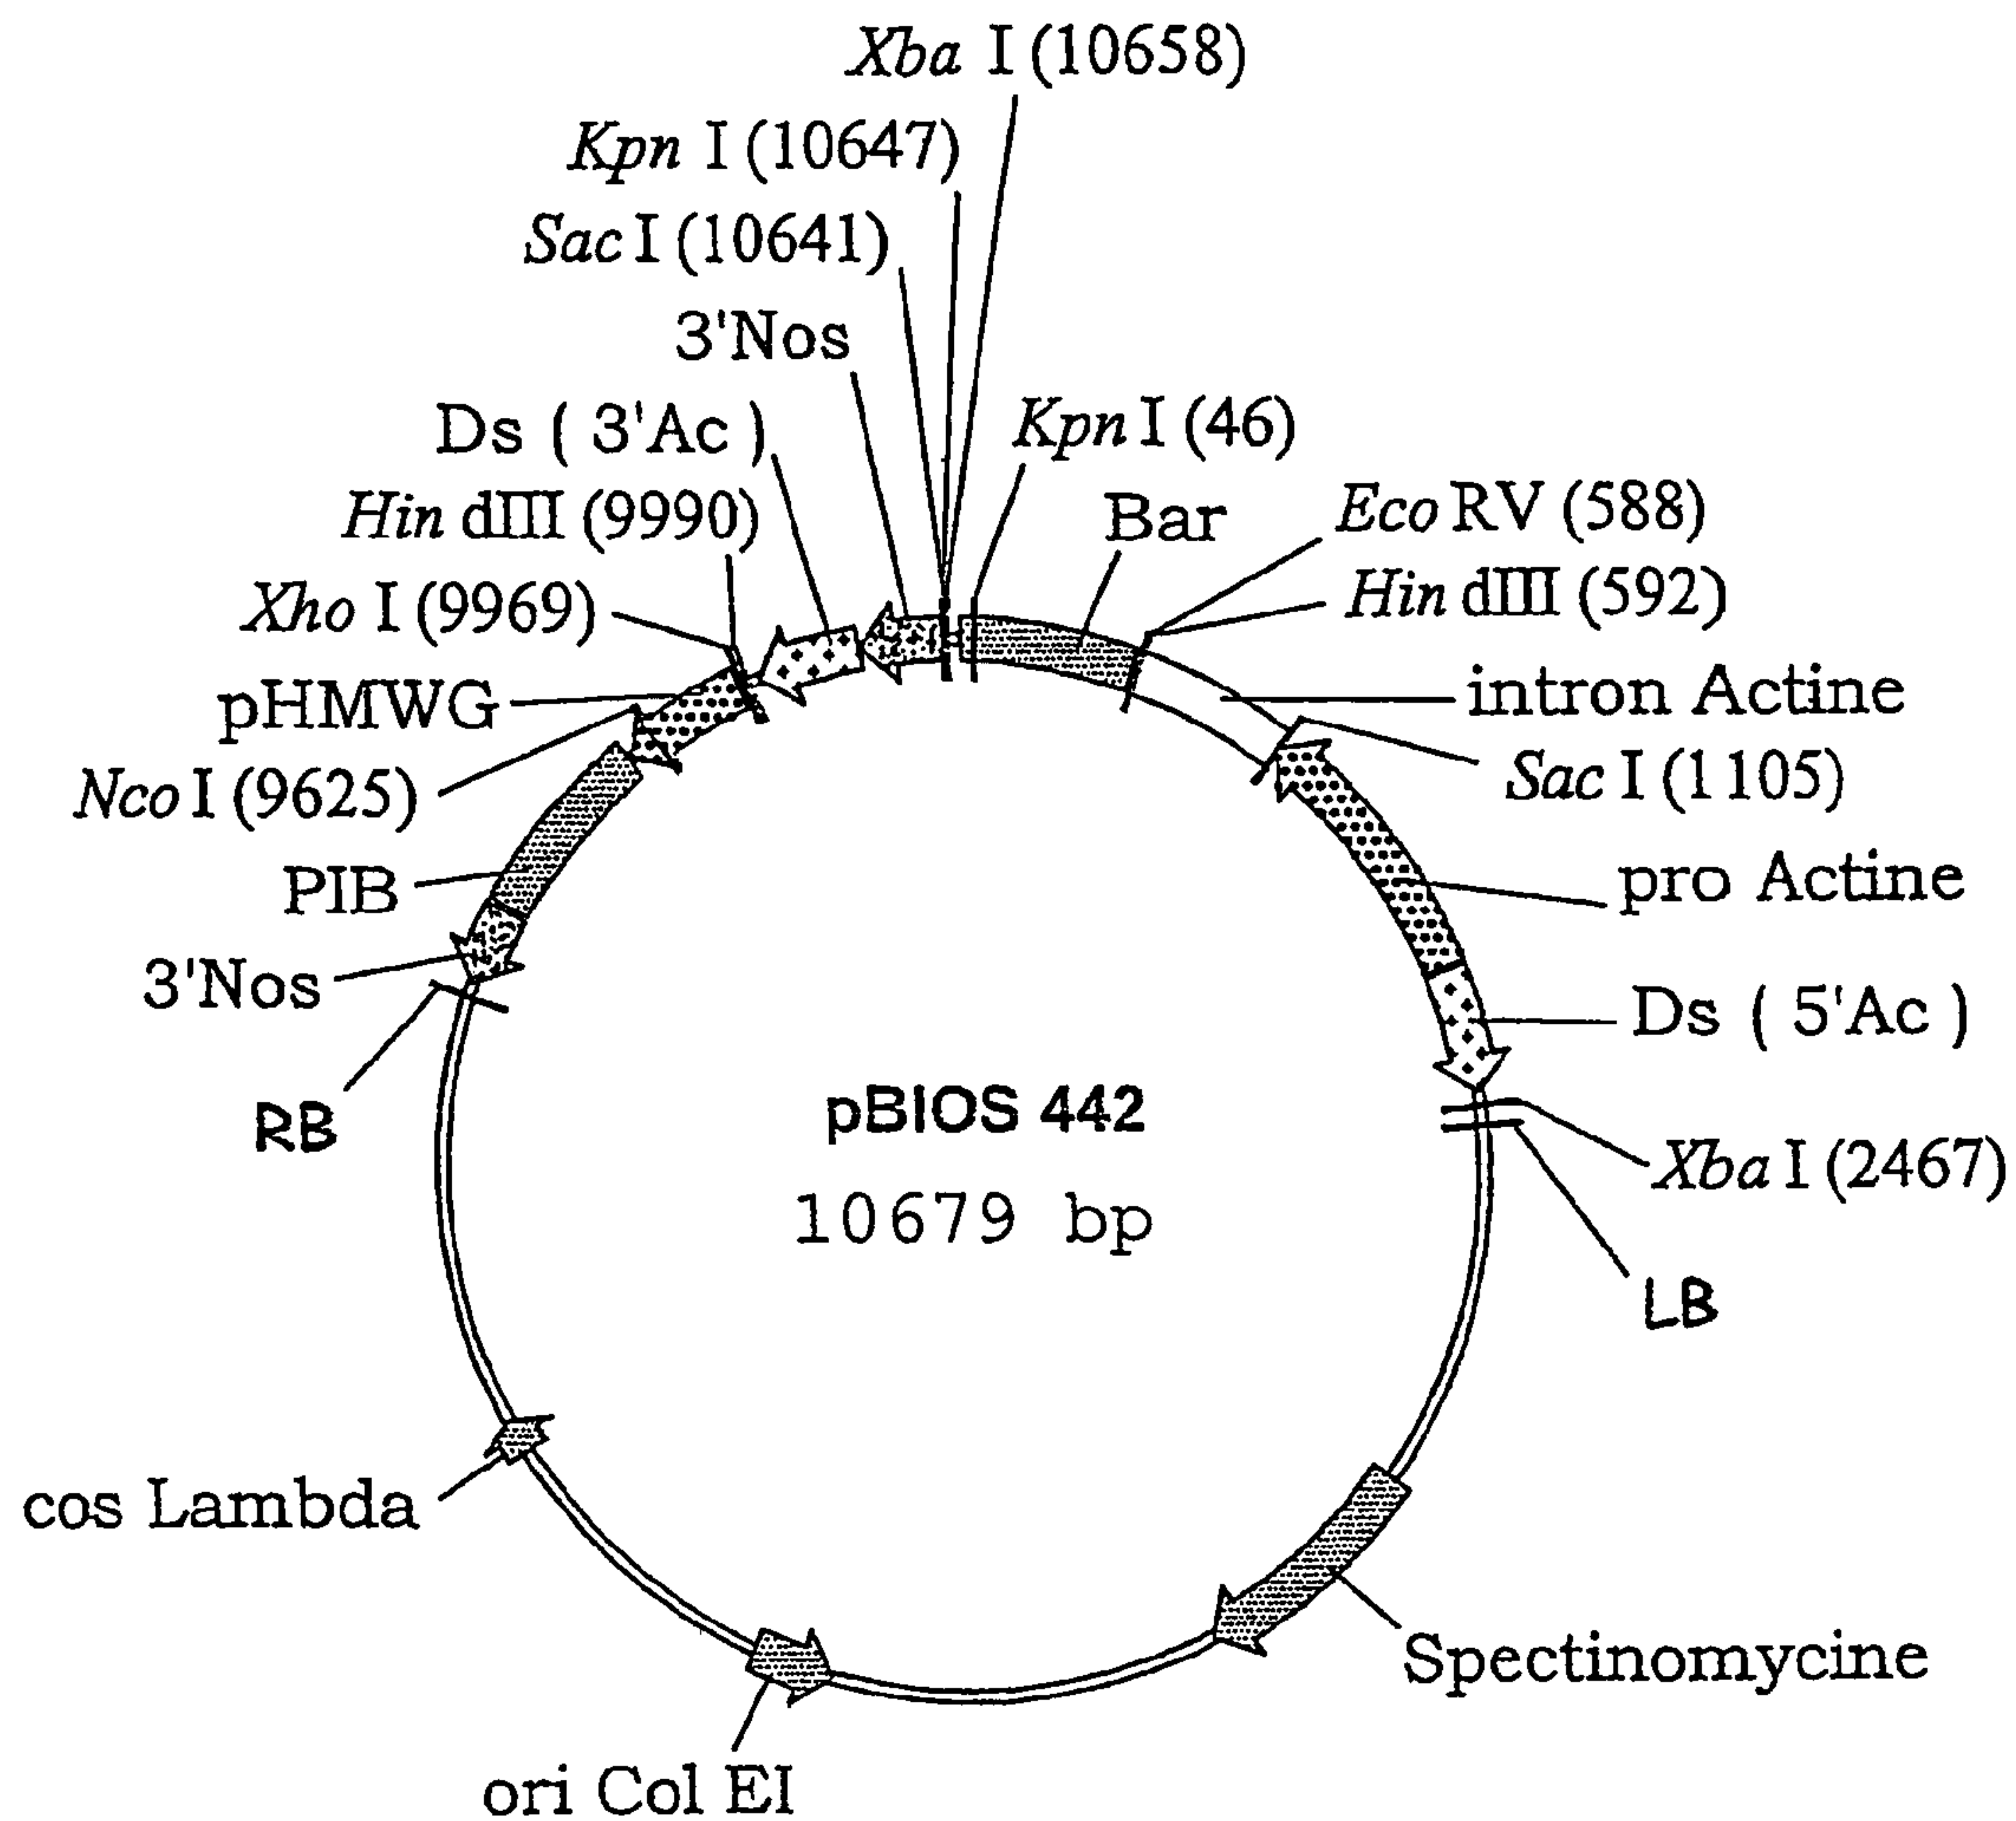 Xba I (10658)
Kpn I (10647)
Sac I (10641)
3'Nos
Ds ( 3'Ac )
Kpn I (46)
Hin dIII (9990)
Bar
Eco RV (588)
Xho I (9969)
Hin dIII (592)
pHMWG
intron Actine
Nco I (9625)
Sac I (1105)
PIB
pro Actine
3'Nos
Ds ( 5'Ac )
RB
pBIOS 442
10679 bp
Xba I (2467)
LB
cos Lambda
Spectinomycine
ori Col EI